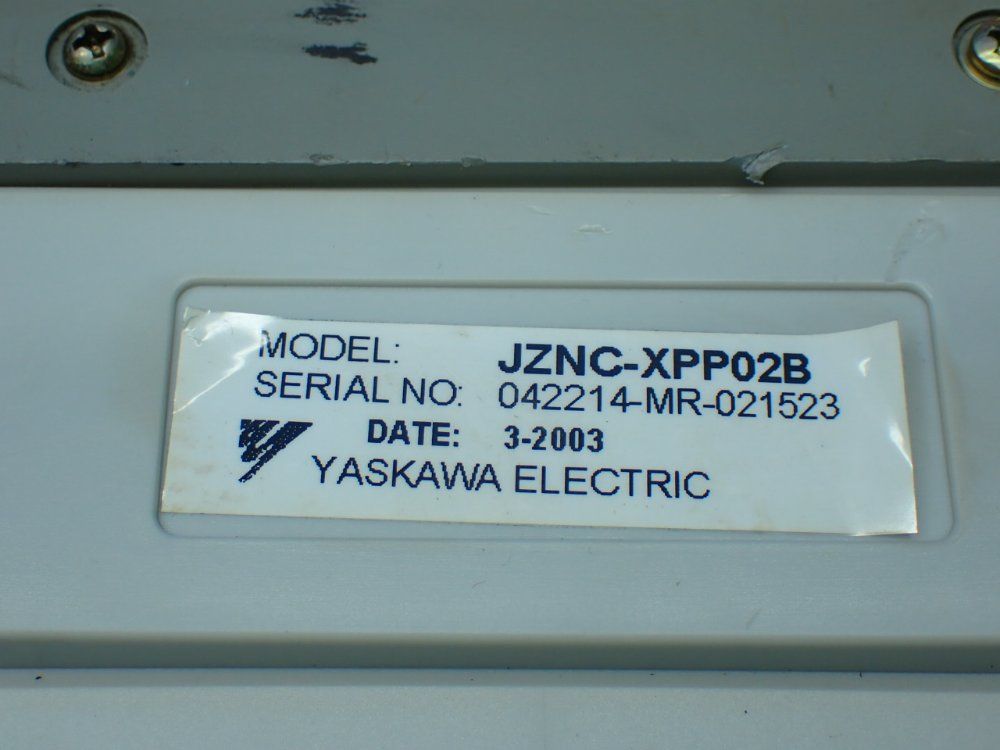 MODEL: JZNC-XPP02B
SERIAL NO: 042214-MR-021523
DATE: 3-2003
YASKAWA ELECTRIC